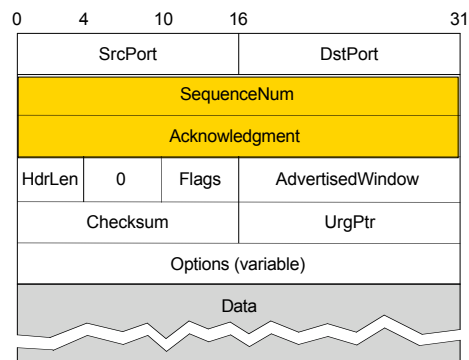 0 4 10 16 31
SrcPort DstPort
SequenceNum
Acknowledgment
HdrLen 0 Flags AdvertisedWindow
Checksum UrgPtr
Options (variable)
Data